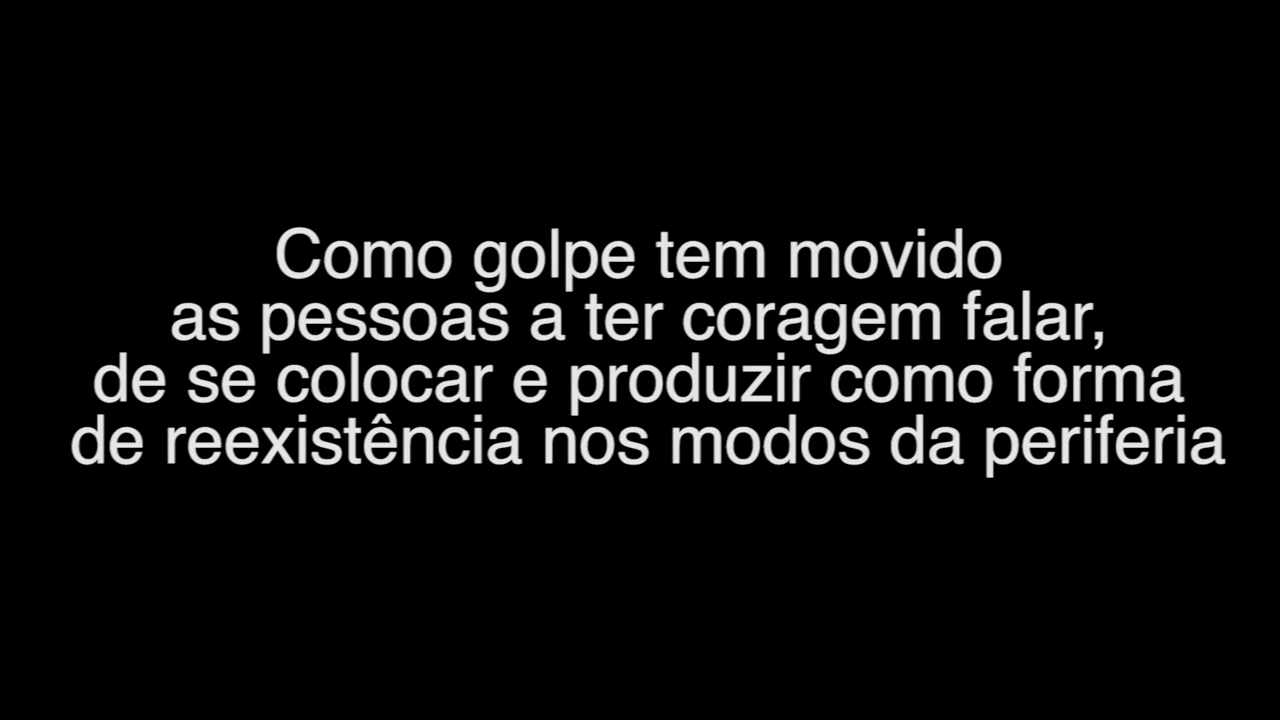 Como golpe tem movido
as pessoas a ter coragem falar,
de se colocar e produzir como forma
de reexistência nos modos da periferia